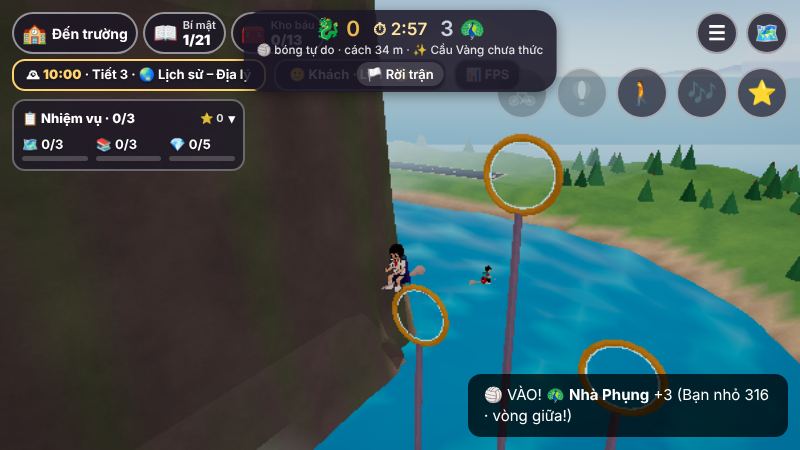 Đến trường
Bí mật
1/21
Kho báu
0/13
0 2:57 3
bóng tự do · cách 34 m · Cầu Vàng chưa thức
Rời trận
10:00 · Tiết 3 · Lịch sử – Địa lý
Khách
FPS
Nhiệm vụ · 0/3
0 ▾
0/3 0/3 0/5
VÀO! Nhà Phụng +3 (Bạn nhỏ 316
· vòng giữa!)